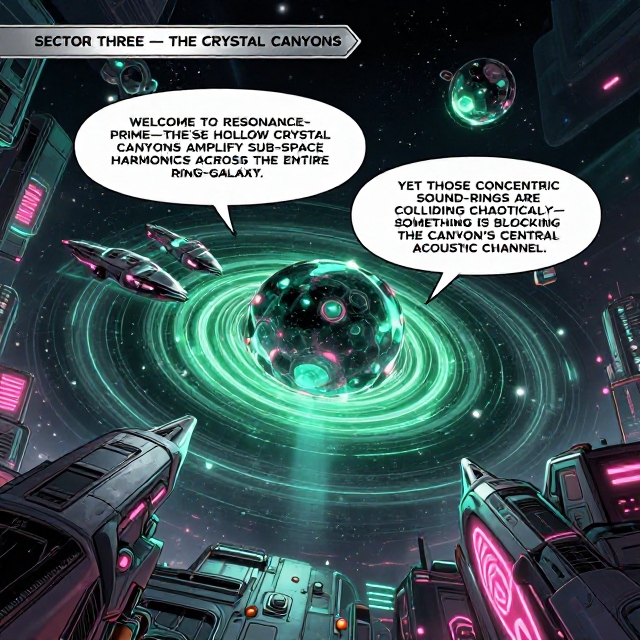 SECTOR THREE — THE CRYSTAL CANYONS
WELCOME TO RESONANCE-
PRIME—THESE HOLLOW CRYSTAL
CANYONS AMPLIFY SUB-SPACE
HARMONICS ACROSS THE ENTIRE
RING-GALAXY.
YET THOSE CONCENTRIC
SOUND-RINGS ARE
COLLIDING CHAOTICALY—
SOMETHING IS BLOCKING
THE CANYON'S CENTRAL
ACOUSTIC CHANNEL.